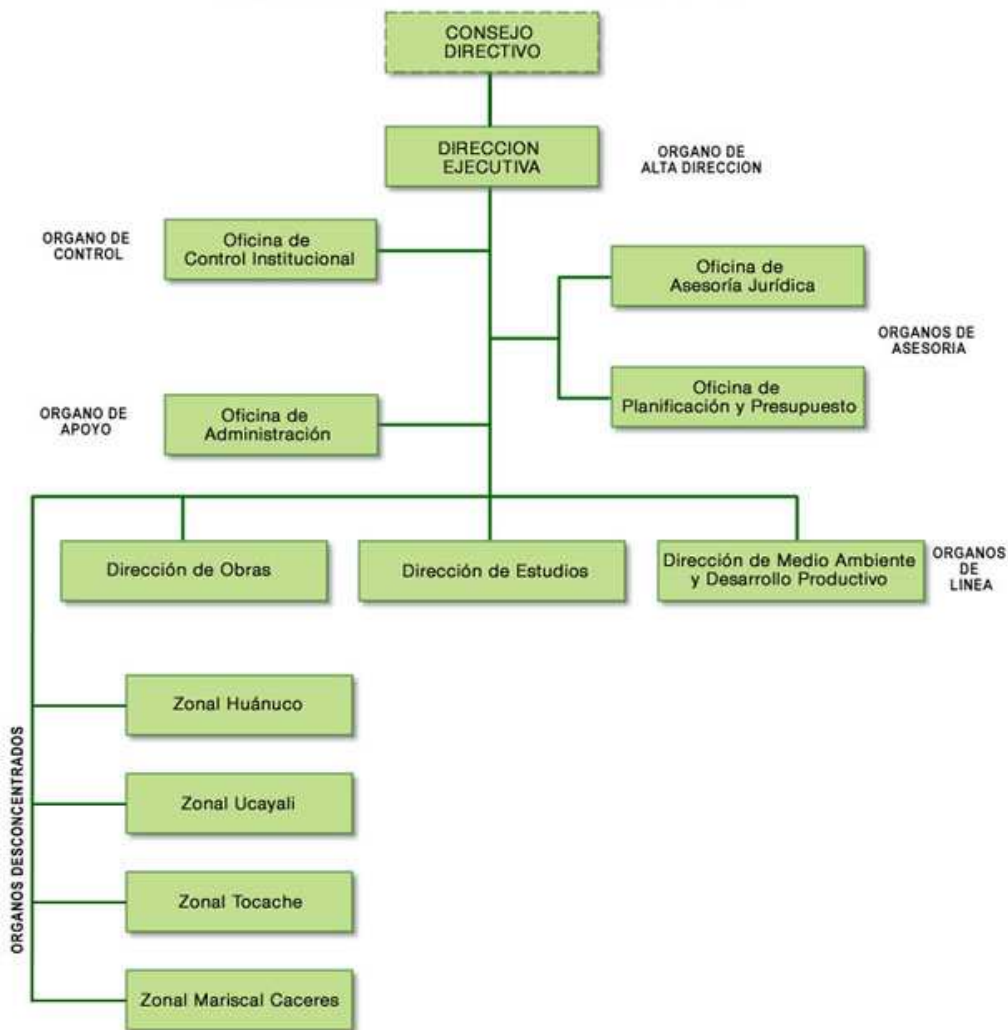 CONSEJO
DIRECTIVO
DIRECCION
EJECUTIVA
ORGANO DE
ALTA DIRECCION
ORGANO DE
CONTROL
Oficina de
Control Institucional
Oficina de
Asesoría Jurídica
ORGANOS DE
ASESORIA
Oficina de
Planificación y Presupuesto
ORGANO DE
APOYO
Oficina de
Administración
Dirección de Obras
Dirección de Estudios
Dirección de Medio Ambiente
y Desarrollo Productivo
ORGANOS
DE
LINEA
ORGANOS DESCONCENTRADOS
Zonal Huánuco
Zonal Ucayali
Zonal Tocache
Zonal Mariscal Caceres